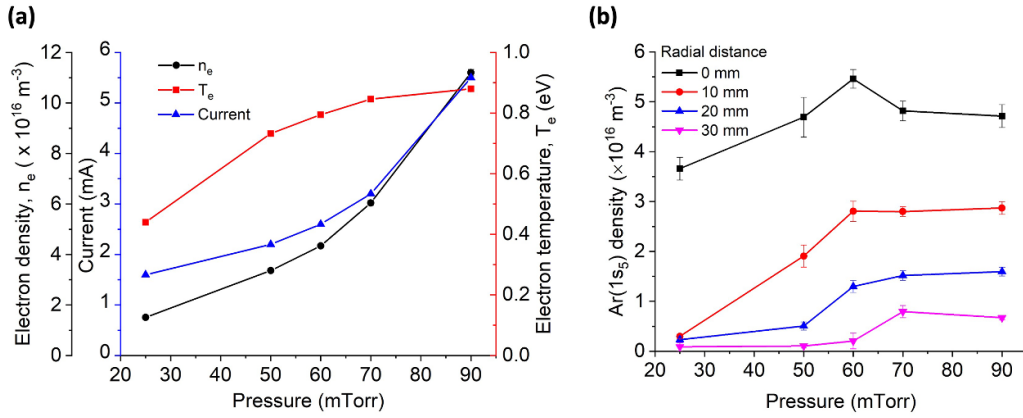 (a)
12
10
8
6
4
2
0
Electron density, nₑ ( x 10¹⁶ m⁻³)
6
5
4
3
2
1
0
Current (mA)
nₑ
Tₑ
Current
1.0
0.8
0.6
0.4
0.2
0.0
Electron temperature, Tₑ (eV)
20 30 40 50 60 70 80 90
Pressure (mTorr)
(b)
6
5
4
3
2
1
0
Ar(1s₅) density (×10¹⁶ m⁻³)
Radial distance
0 mm
10 mm
20 mm
30 mm
20 30 40 50 60 70 80 90
Pressure (mTorr)